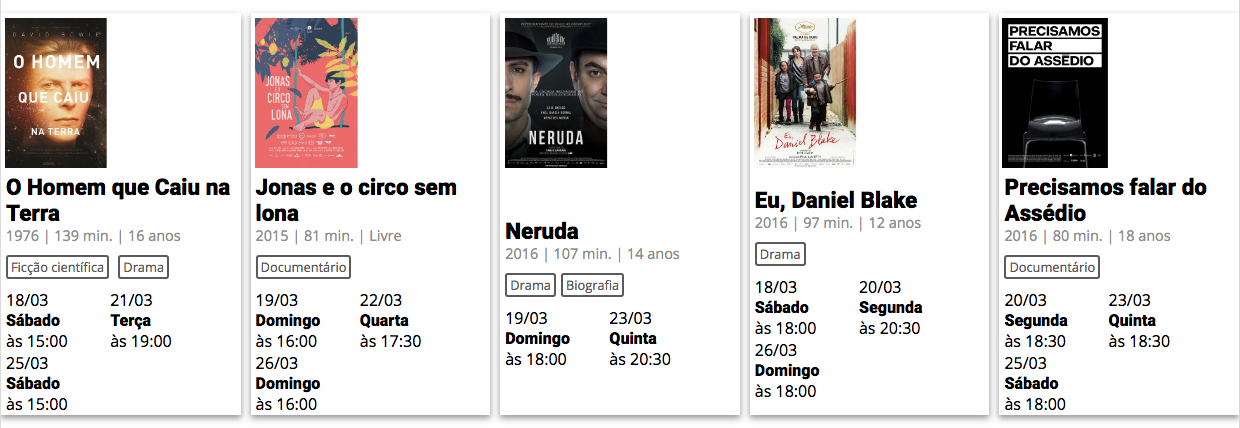 DAVID BOWIE
O HOMEM
QUE CAIU
NA TERRA
O Homem que Caiu na
Terra
1976 | 139 min. | 16 anos
Ficção científica
Drama
18/03
Sábado
às 15:00
21/03
Terça
às 19:00
25/03
Sábado
às 15:00
JONAS
E O
CIRCO
SEM
LONA
Jonas e o circo sem
lona
2015 | 81 min. | Livre
Documentário
19/03
Domingo
às 16:00
22/03
Quarta
às 17:30
26/03
Domingo
às 16:00
NERUDA
Neruda
2016 | 107 min. | 14 anos
Drama
Biografia
19/03
Domingo
às 18:00
23/03
Quinta
às 20:30
Eu,
Daniel Blake
Eu, Daniel Blake
2016 | 97 min. | 12 anos
Drama
18/03
Sábado
às 18:00
20/03
Segunda
às 20:30
26/03
Domingo
às 18:00
PRECISAMOS
FALAR
DO ASSÉDIO
Precisamos falar do
Assédio
2016 | 80 min. | 18 anos
Documentário
20/03
Segunda
às 18:30
23/03
Quinta
às 18:30
25/03
Sábado
às 18:00